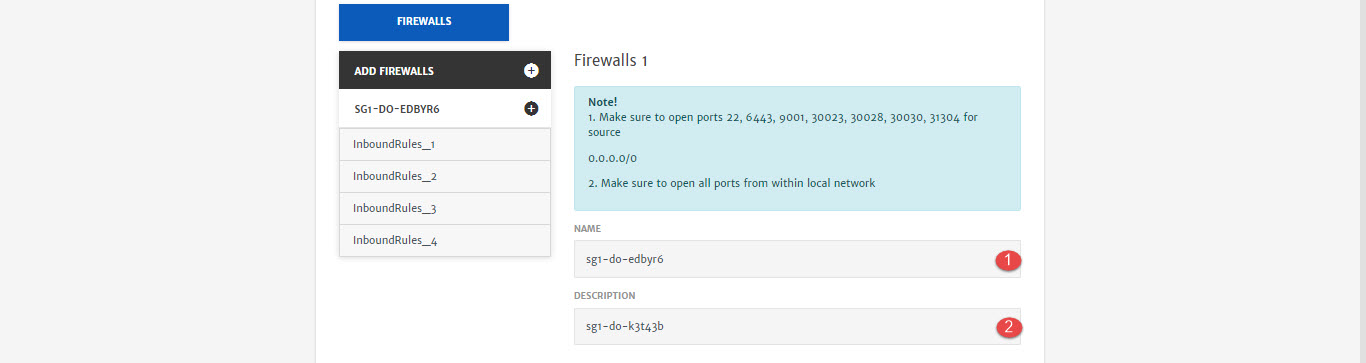 FIREWALLS
ADD FIREWALLS
SG1-DO-EDBYR6
InboundRules_1
InboundRules_2
InboundRules_3
InboundRules_4
Firewalls 1
Note!
1. Make sure to open ports 22, 6443, 9001, 30023, 30028, 30030, 31304 for
source
0.0.0.0/0
2. Make sure to open all ports from within local network
NAME
sg1-do-edbyr6
1
DESCRIPTION
sg1-do-k3t43b
2